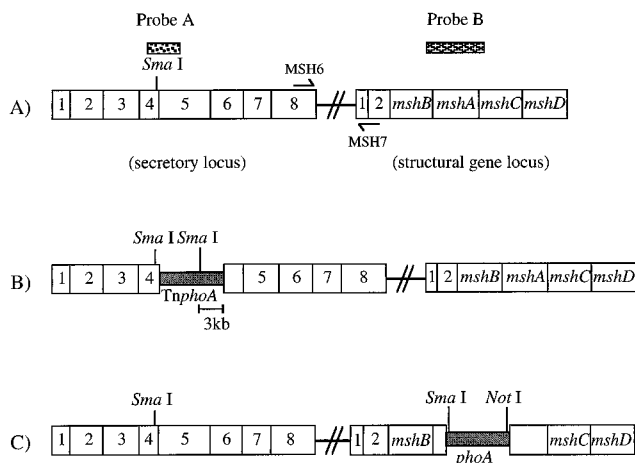 Probe A Probe B
Sma I
MSH6
A) 1 2 3 4 5 6 7 8 1 2 mshB mshA mshC mshD
MSH7
(secretory locus) (structural gene locus)
Sma I Sma I
B) 1 2 3 4 5 6 7 8 1 2 mshB mshA mshC mshD
TnphoA
3kb
Sma I Sma I Not I
C) 1 2 3 4 5 6 7 8 1 2 mshB mshC mshD
phoA